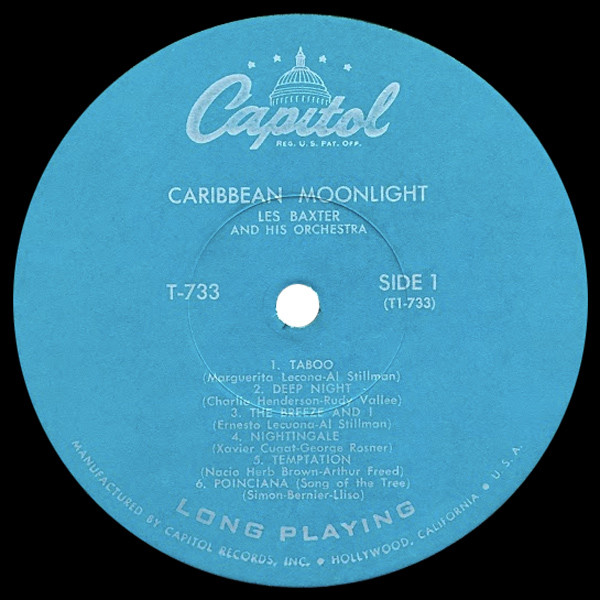 Capitol
REG. U.S. PAT. OFF.
CARIBBEAN MOONLIGHT
LES BAXTER
AND HIS ORCHESTRA
T-733
SIDE 1
(T1-733)
1. TABOO
(Marguerita Lecona-Al Stillman)
2. DEEP NIGHT
(Charlie Henderson-Rudy Vallee)
3. THE BREEZE AND I
(Ernesto Lecuona-Al Stillman)
4. NIGHTINGALE
(Xavier Cugat-George Rosner)
5. TEMPTATION
(Nacio Herb Brown-Arthur Freed)
6. POINCIANA (Song of the Tree)
(Simon-Bernier-Lliso)
LONG PLAYING
MANUFACTURED BY CAPITOL RECORDS, INC. • HOLLYWOOD, CALIFORNIA • U.S.A.